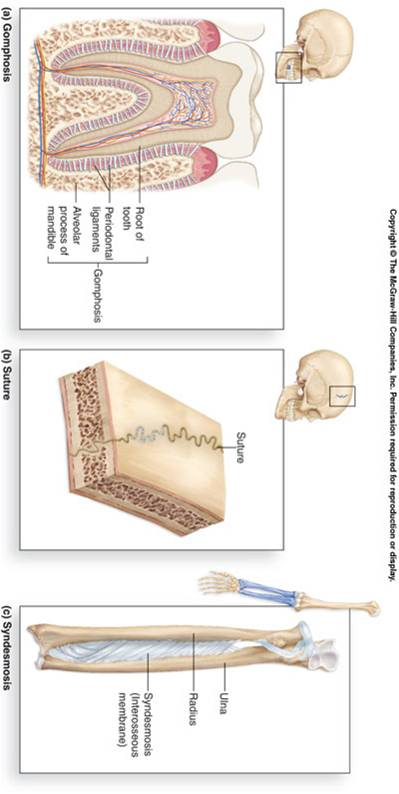 Copyright © The McGraw-Hill Companies, Inc. Permission required for reproduction or display.
Root of
tooth
Periodontal
ligaments
Alveolar
process of
mandible
Gomphosis
(a) Gomphosis
Suture
(b) Suture
Ulna
Radius
Syndesmosis
(Interosseous
membrane)
(c) Syndesmosis